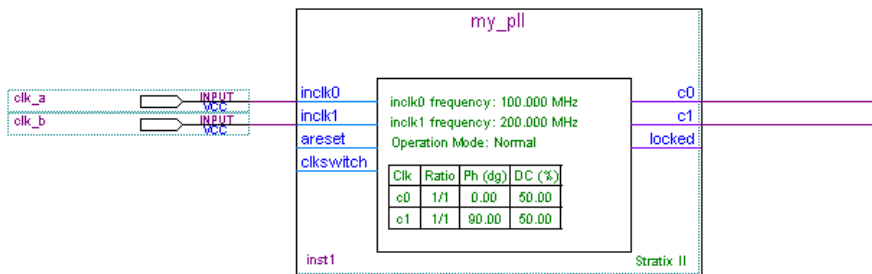 my_pll
clk_a INPUT VCC
clk_b INPUT VCC
inclk0
inclk1
areset
clkswitch
inclk0 frequency: 100.000 MHz
inclk1 frequency: 200.000 MHz
Operation Mode: Normal
Clk Ratio Ph (dg) DC (%)
c0 1/1 0.00 50.00
c1 1/1 90.00 50.00
c0
c1
locked
inst1
Stratix II